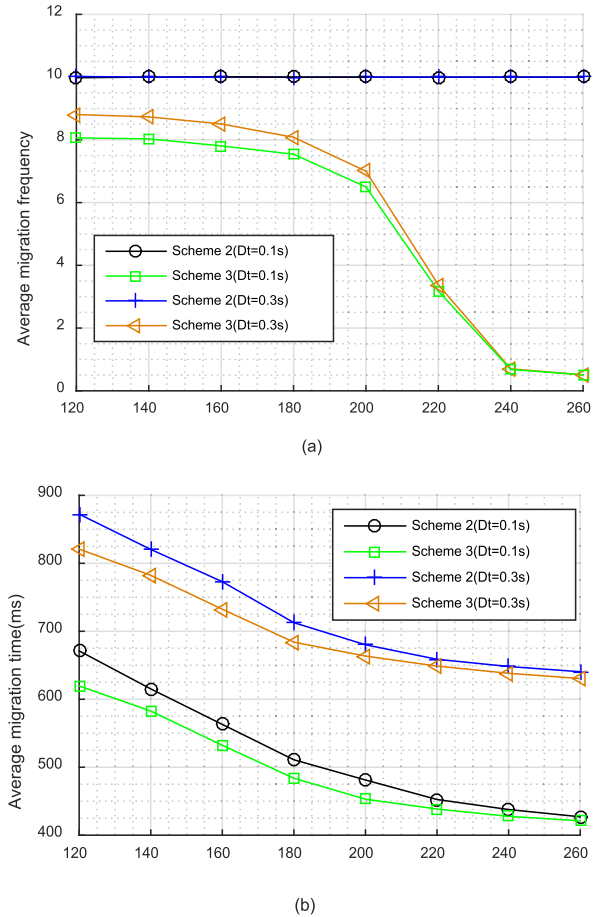 12
10
8
6
4
2
0
Average migration frequency
Scheme 2(Dt=0.1s)
Scheme 3(Dt=0.1s)
Scheme 2(Dt=0.3s)
Scheme 3(Dt=0.3s)
120 140 160 180 200 220 240 260
(a)
900
800
700
600
500
400
Average migration time(ms)
Scheme 2(Dt=0.1s)
Scheme 3(Dt=0.1s)
Scheme 2(Dt=0.3s)
Scheme 3(Dt=0.3s)
120 140 160 180 200 220 240 260
(b)